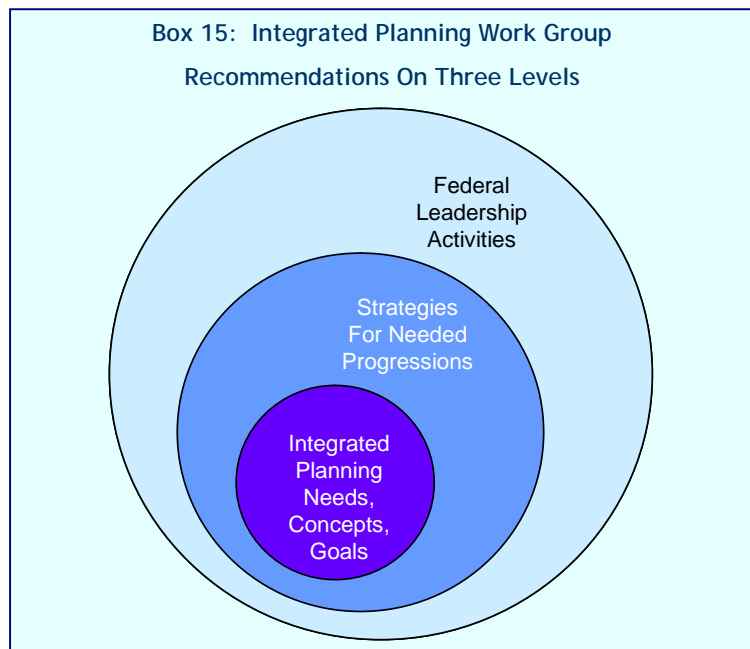 Box 15: Integrated Planning Work Group
Recommendations On Three Levels
Federal
Leadership
Activities
Strategies
For Needed
Progressions
Integrated
Planning
Needs,
Concepts,
Goals